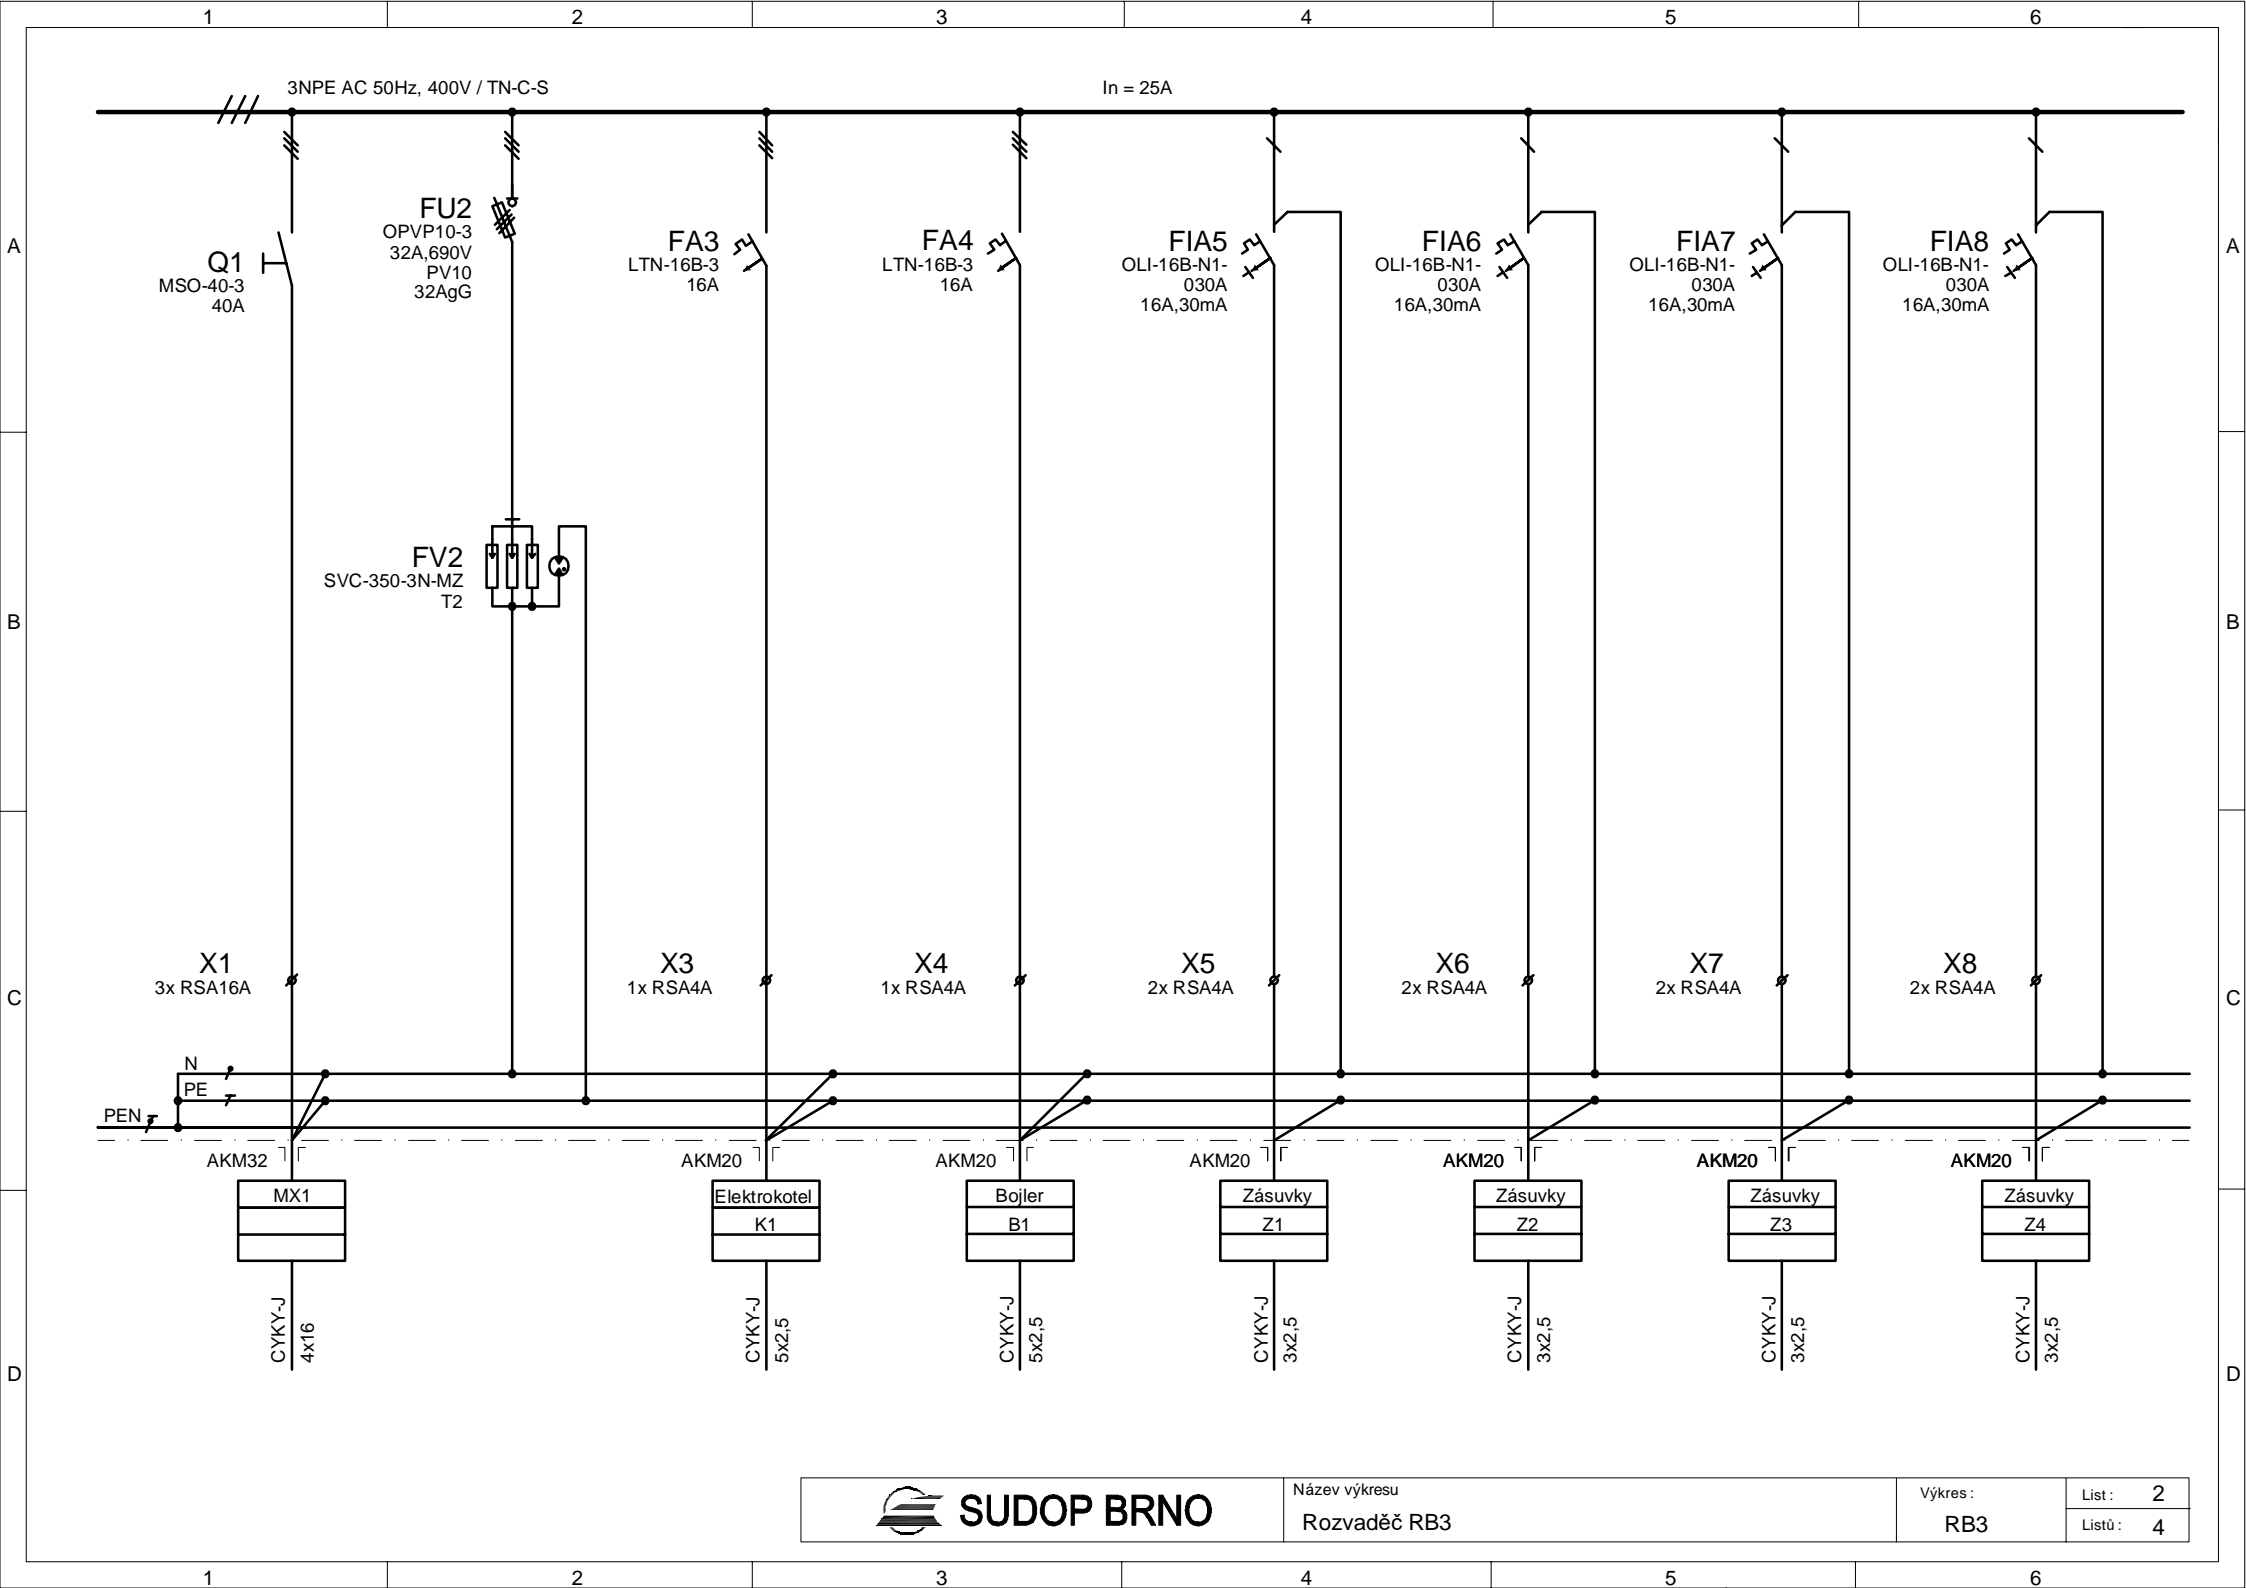 1 2 3 4 5 6
3NPE AC 50Hz, 400V / TN-C-S
In = 25A
A
A
Q1
MSO-40-3
40A
FU2
OPVP10-3
32A,690V
PV10
32AgG
FA3
LTN-16B-3
16A
FA4
LTN-16B-3
16A
FIA5
OLI-16B-N1-
030A
16A,30mA
FIA6
OLI-16B-N1-
030A
16A,30mA
FIA7
OLI-16B-N1-
030A
16A,30mA
FIA8
OLI-16B-N1-
030A
16A,30mA
B
B
FV2
SVC-350-3N-MZ
T2
C
C
X1
3x RSA16A
X3
1x RSA4A
X4
1x RSA4A
X5
2x RSA4A
X6
2x RSA4A
X7
2x RSA4A
X8
2x RSA4A
N
PE
PEN
AKM32
AKM20
AKM20
AKM20
AKM20
AKM20
AKM20
MX1
Elektrokotel
K1
Bojler
B1
Zásuvky
Z1
Zásuvky
Z2
Zásuvky
Z3
Zásuvky
Z4
D
D
CYKY-J
4x16
CYKY-J
5x2,5
CYKY-J
5x2,5
CYKY-J
3x2,5
CYKY-J
3x2,5
CYKY-J
3x2,5
CYKY-J
3x2,5
SUDOP BRNO
Název výkresu
Rozvaděč RB3
Výkres :
RB3
List : 2
Listů : 4
1 2 3 4 5 6